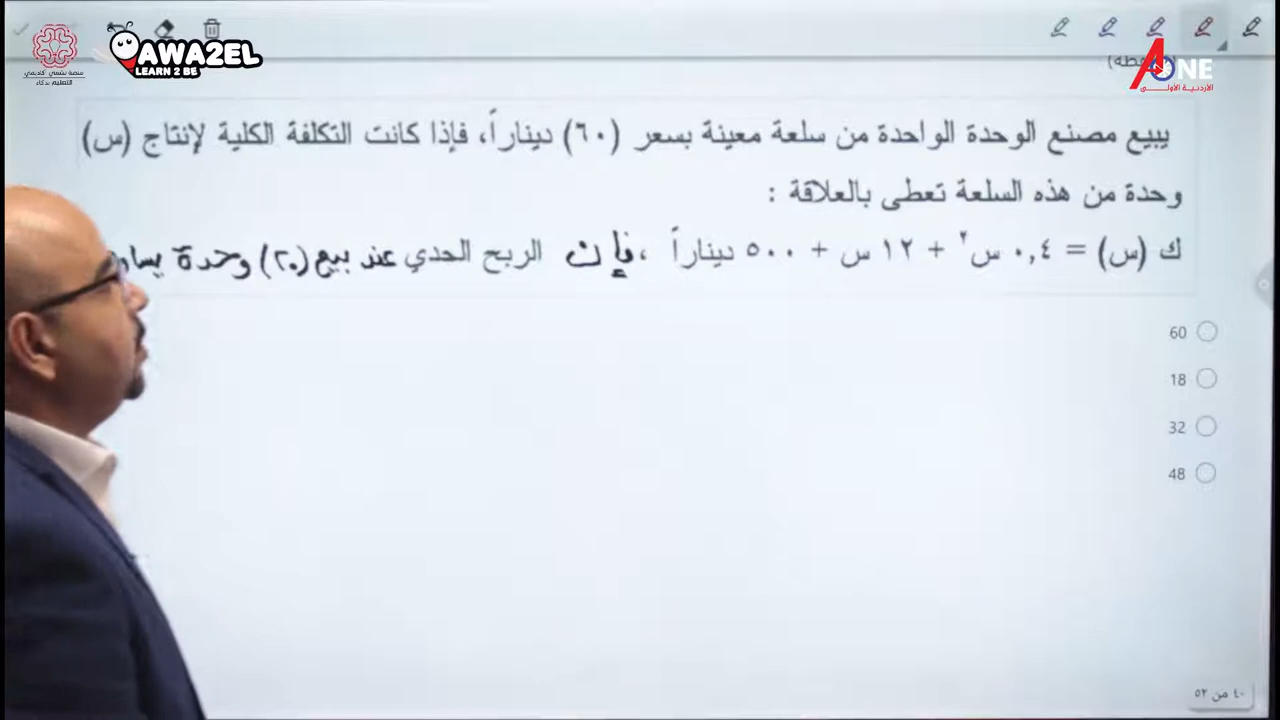 AWA2EL
LEARN 2 BE
A ONE
الأردنية الأولى
يبيع مصنع الوحدة الواحدة من سلعة معينة بسعر (٦٠) ديناراً، فإذا كانت التكلفة الكلية لإنتاج (س)
وحدة من هذه السلعة تعطى بالعلاقة :
ك (س) = ٠,٤ س٢ + ١٢ س + ٥٠٠ ديناراً ، فإن الربح الحدي عند بيع (٢٠) وحدة
60
18
32
48
٤٠ من ٥٢